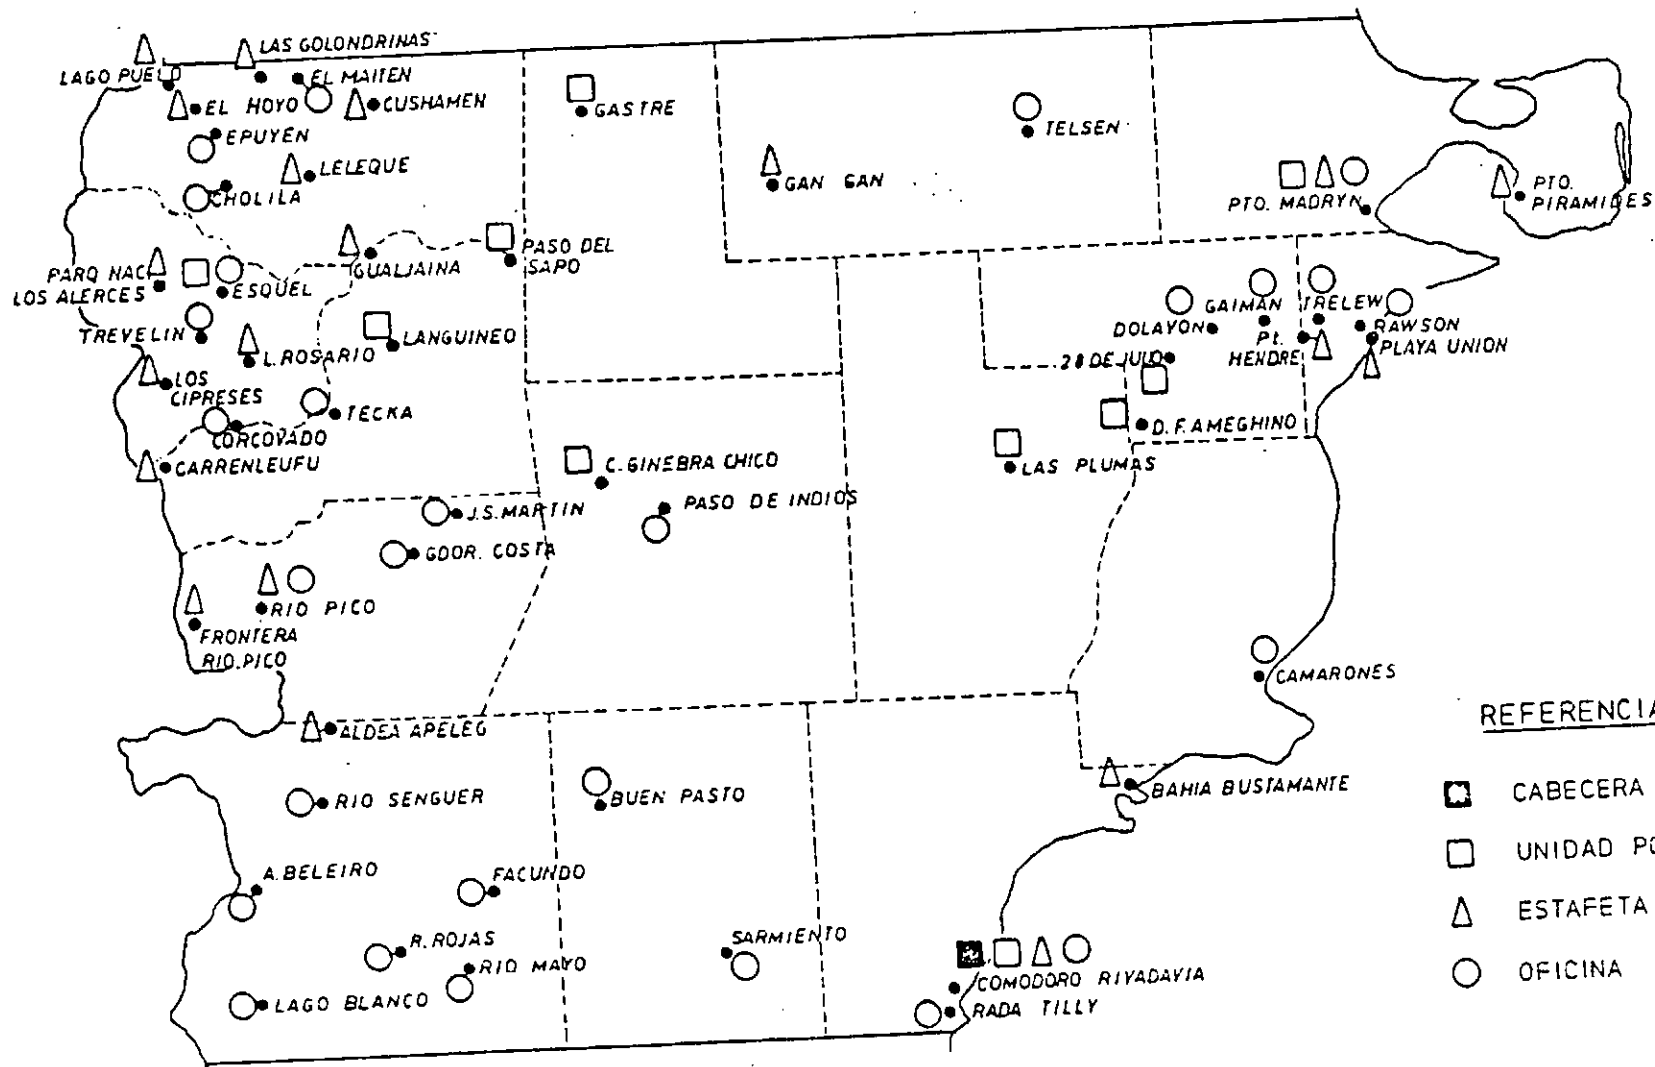 LAS GOLONDRINAS
LAGO PUELO
EL MAITEN
EL HOYO
CUSHAMEN
GASTRE
EPUYEN
TELSEN
LELEQUE
GAN GAN
CHOLILA
PTO. MADRYN
PTO.
PIRAMIDES
PASO DEL
SAPO
GUALJAINA
PARQ NAC.
LOS ALERCES
ESQUEL
TREVELIN
LANGUINEO
L. ROSARIO
GAIMAN
TRELEW
DOLAVON
RAWSON
Pt.
HENDRE
PLAYA UNION
28 DE JULIO
LOS
CIPRESES
TECKA
CORCOVADO
D. F. AMEGHINO
CARRENLEUFU
C. GINEBRA CHICO
LAS PLUMAS
PASO DE INDIOS
J.S. MARTIN
GDOR. COSTA
RIO PICO
FRONTERA
RIO. PICO
CAMARONES
ALDEA APELEG
REFERENCIA
BAHIA BUSTAMANTE
CABECERA
RIO SENGUER
BUEN PASTO
UNIDAD PO
A. BELEIRO
FACUNDO
ESTAFETA
R. ROJAS
SARMIENTO
RIO MAYO
OFICINA
COMODORO RIVADAVIA
LAGO BLANCO
RADA TILLY